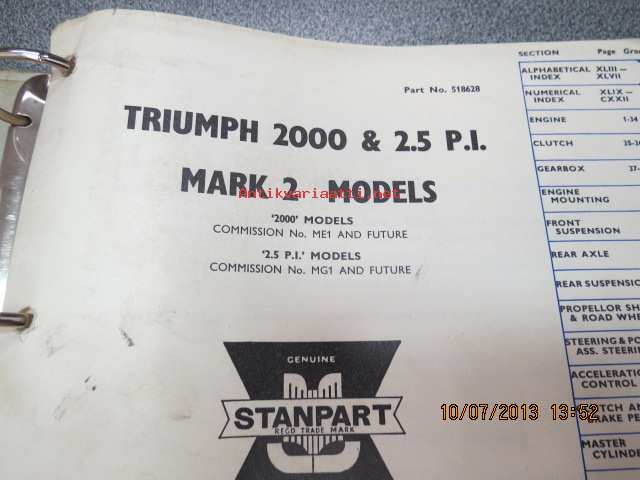 Part No. 518628
TRIUMPH 2000 & 2.5 P.I.
MARK 2 MODELS
Antikvariaatti.net
'2000' MODELS
COMMISSION No. ME1 AND FUTURE
'2.5 P.I.' MODELS
COMMISSION No. MG1 AND FUTURE
GENUINE
STANPART
REGD TRADE MARK
SECTION Page
ALPHABETICAL XLIII —
INDEX XLVII
NUMERICAL XLIX —
INDEX CXXII
ENGINE 1-34
CLUTCH
GEARBOX
ENGINE
MOUNTING
FRONT
SUSPENSION
REAR AXLE
REAR SUSPENSIO
PROPELLOR SH
& ROAD WHE
STEERING & PO
ASS. STEERI
ACCELERATI
CONTROL
MASTER
CYLINDE
10/07/2013 13:52